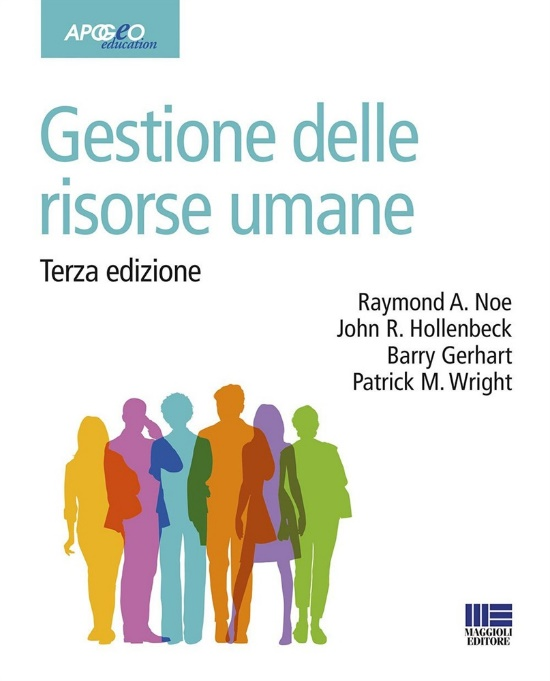 APOGEO
education
Gestione delle
risorse umane
Terza edizione
Raymond A. Noe
John R. Hollenbeck
Barry Gerhart
Patrick M. Wright
MAGGIOLI
EDITORE